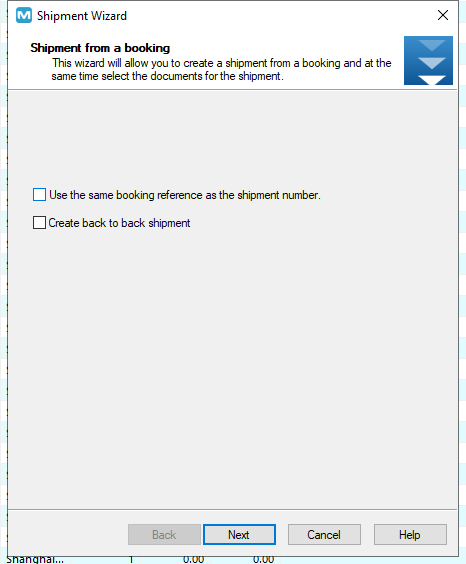 Shipment Wizard
Shipment from a booking
This wizard will allow you to create a shipment from a booking and at the
same time select the documents for the shipment.
Use the same booking reference as the shipment number.
Create back to back shipment
Back Next Cancel Help
Shanghai... 1 0.00 0.00